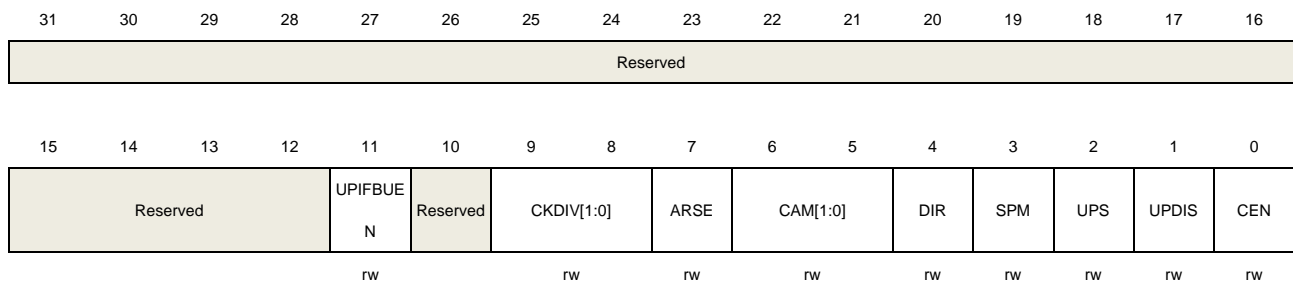 31 30 29 28 27 26 25 24 23 22 21 20 19 18 17 16
Reserved
15 14 13 12 11 10 9 8 7 6 5 4 3 2 1 0
Reserved UPIFBUE
N Reserved CKDIV[1:0] ARSE CAM[1:0] DIR SPM UPS UPDIS CEN
rw rw rw rw rw rw rw rw rw